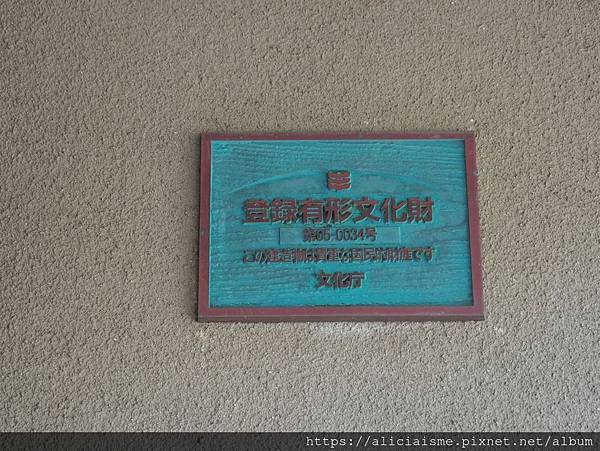 登録有形文化財
第05-0034号
この建造物は貴重な国民的財産です
文化庁
https://aliciaisme.pixnet.net/album